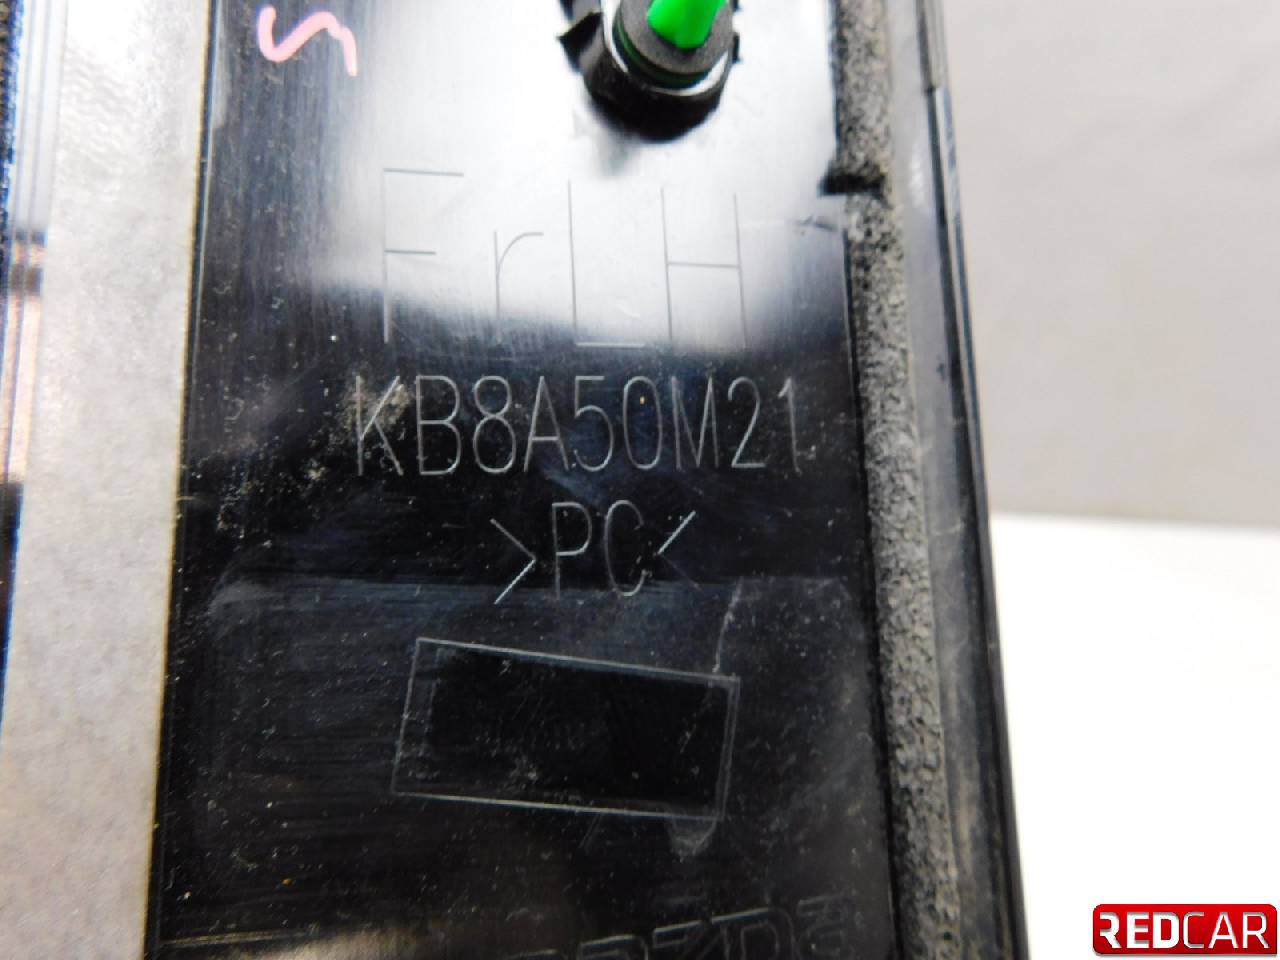 FrLH
KB8A50M21
>PC<
REDCAR